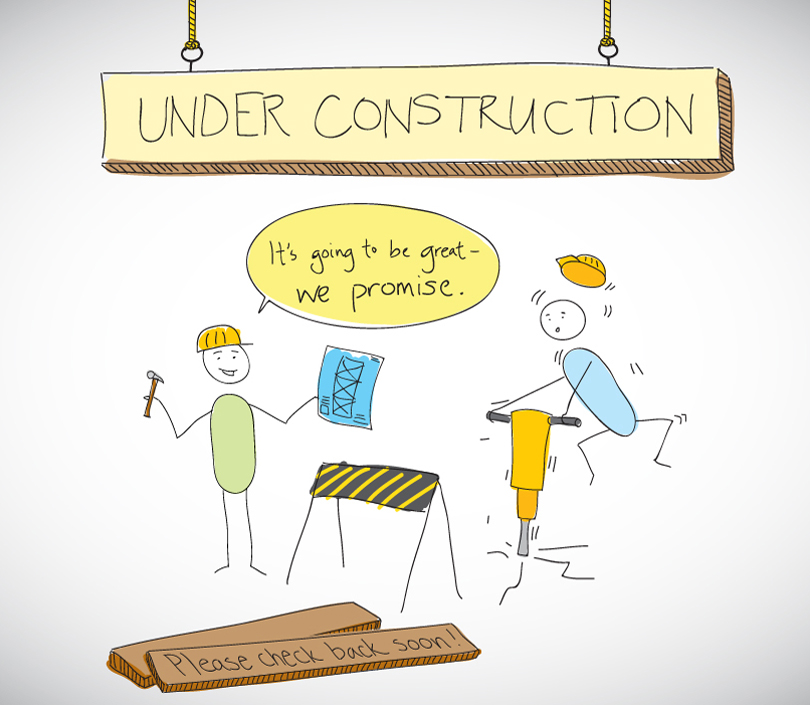 UNDER CONSTRUCTION
It's going to be great-
we promise.
Please check back soon!